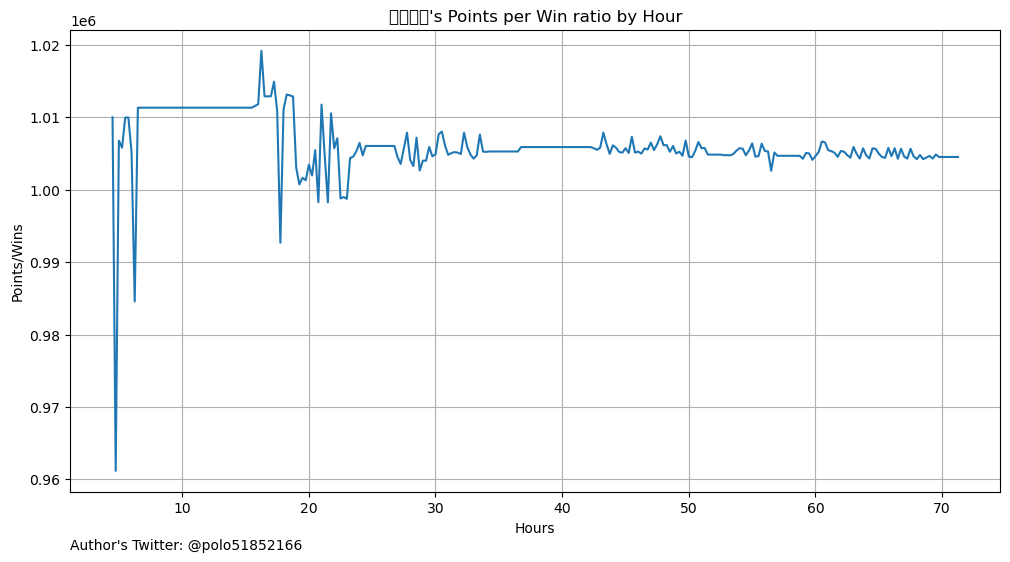 1e6
's Points per Win ratio by Hour
1.02
1.01
1.00
0.99
0.98
0.97
0.96
Points/Wins
10 20 30 40 50 60 70
Hours
Author's Twitter: @polo51852166